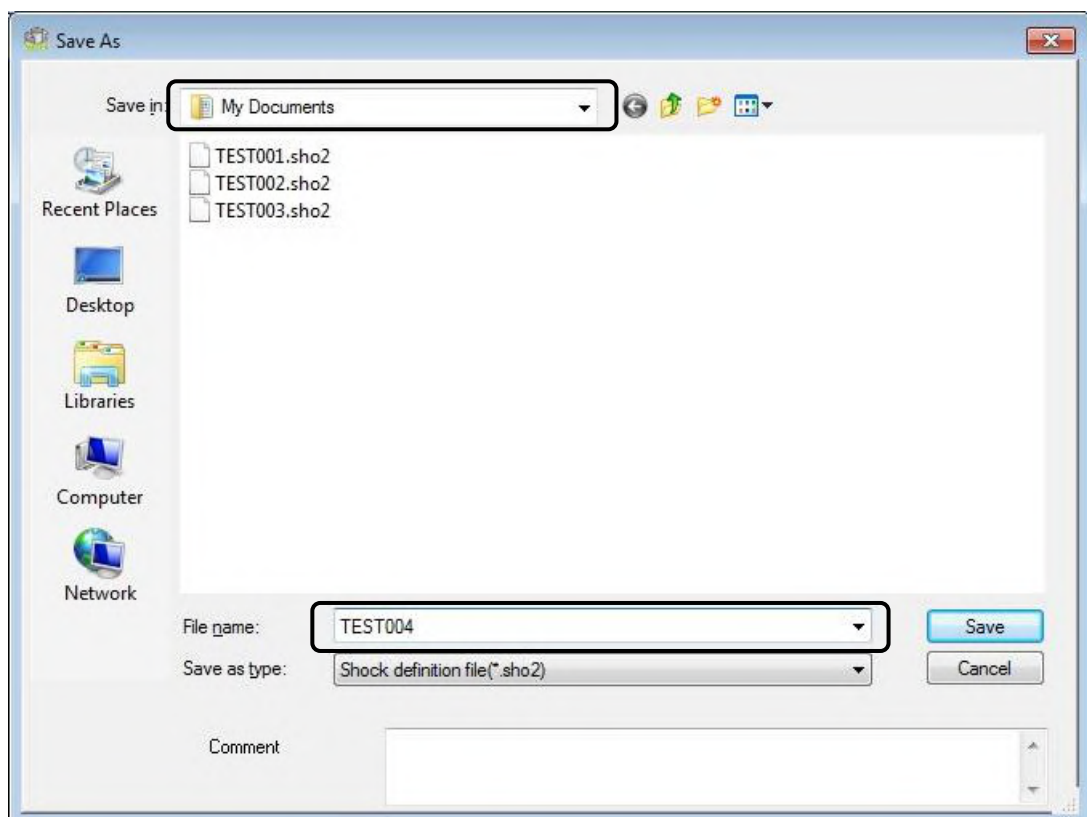 Save As
Save in:
My Documents
TEST001.sho2
TEST002.sho2
TEST003.sho2
Recent Places
Desktop
Libraries
Computer
Network
File name:
TEST004
Save
Save as type:
Shock definition file(*.sho2)
Cancel
Comment